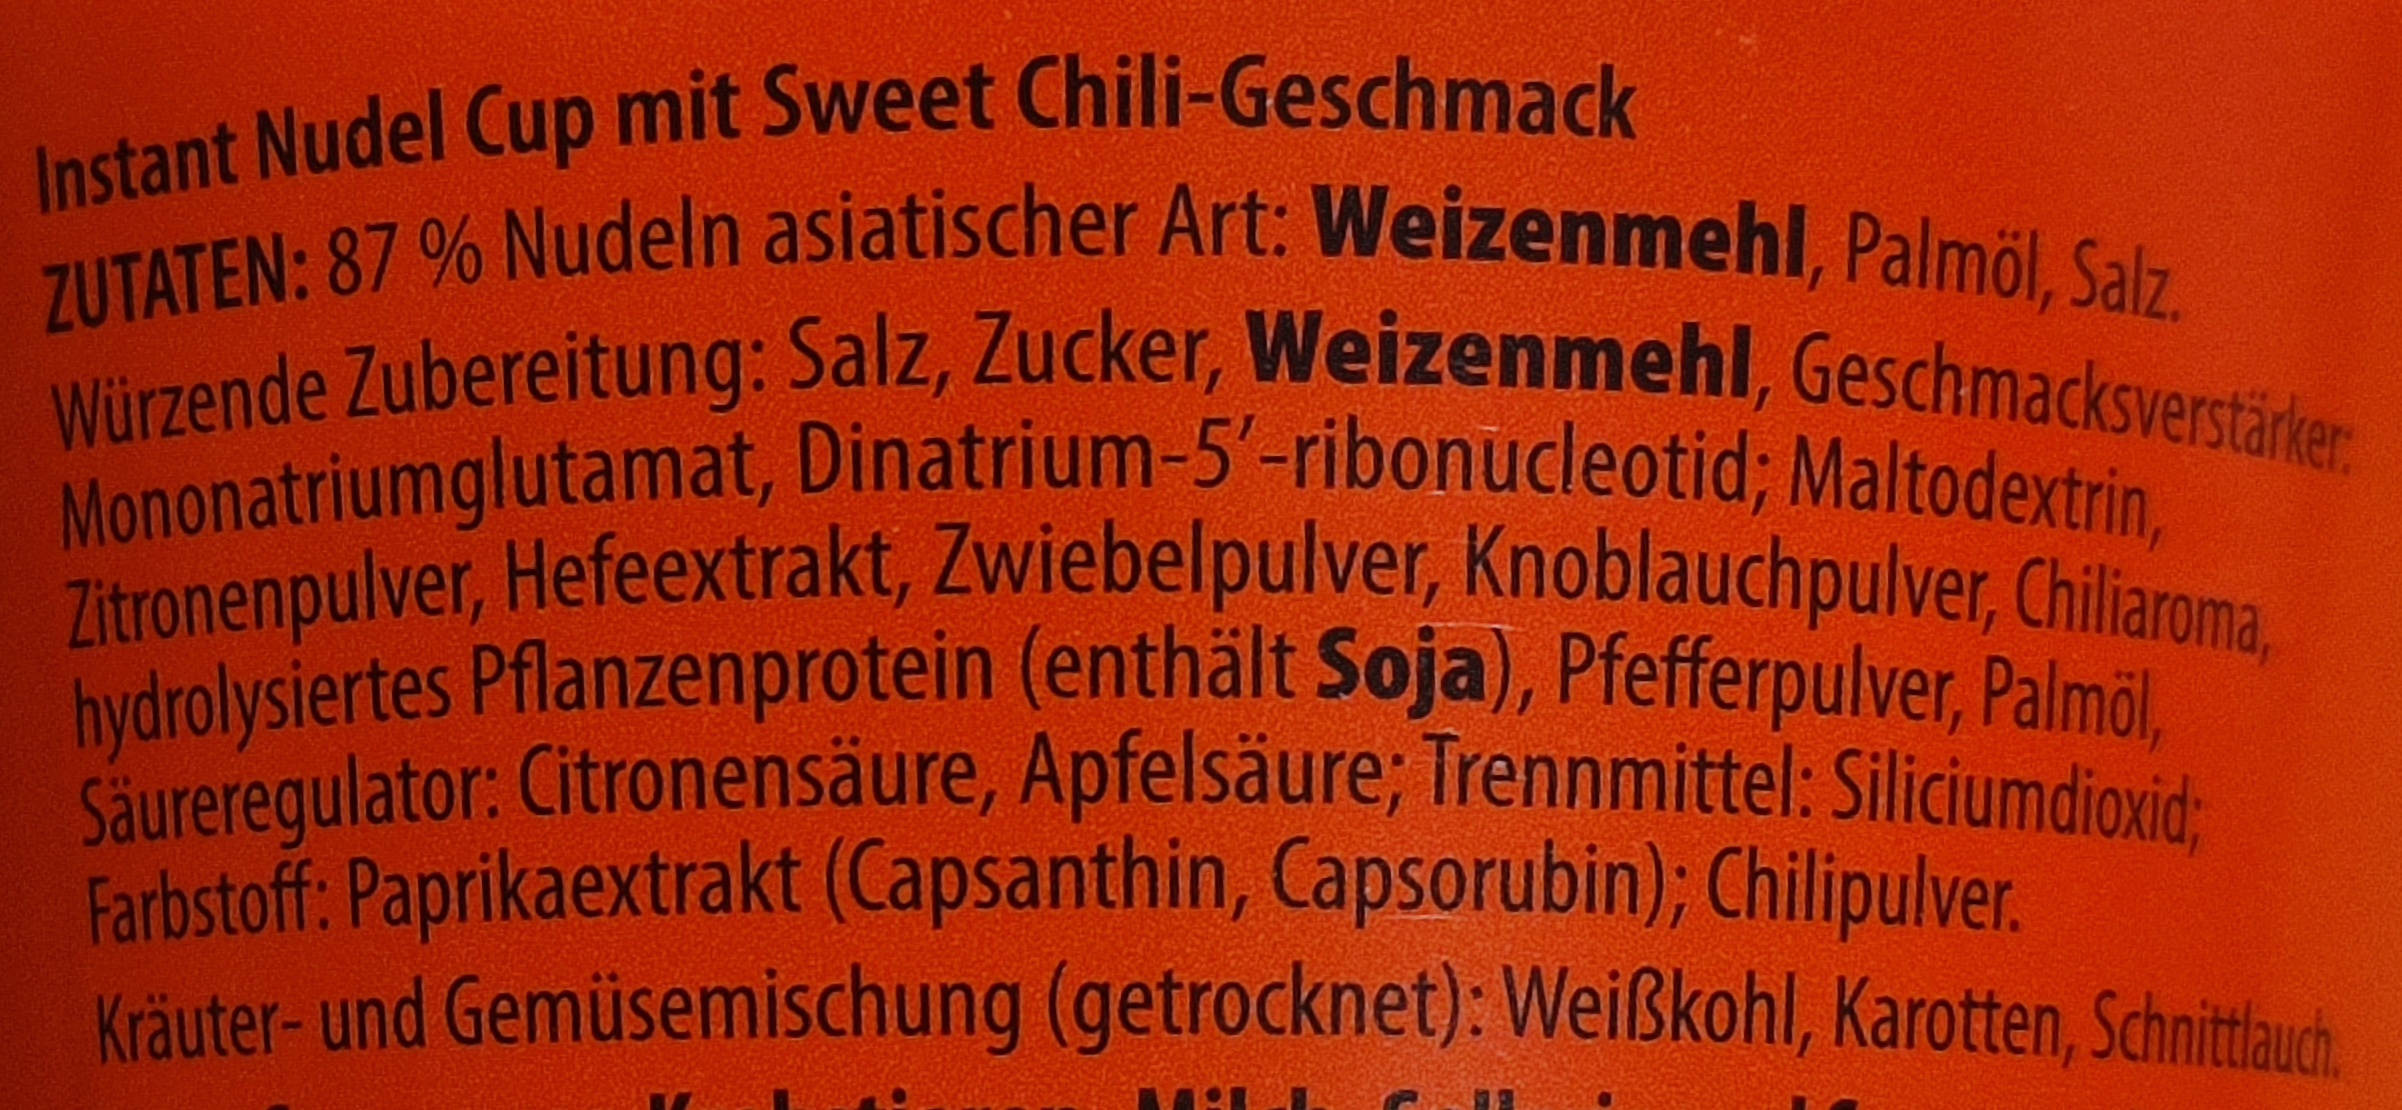 Instant Nudel Cup mit Sweet Chili-Geschmack
ZUTATEN: 87 % Nudeln asiatischer Art: Weizenmehl, Palmöl, Salz.
Würzende Zubereitung: Salz, Zucker, Weizenmehl, Geschmacksverstärker:
Mononatriumglutamat, Dinatrium-5′-ribonucleotid; Maltodextrin,
Zitronenpulver, Hefeextrakt, Zwiebelpulver, Knoblauchpulver, Chiliaroma,
hydrolysiertes Pflanzenprotein (enthält Soja), Pfefferpulver, Palmöl,
Säureregulator: Citronensäure, Apfelsäure; Trennmittel: Siliciumdioxid;
Farbstoff: Paprikaextrakt (Capsanthin, Capsorubin); Chilipulver.
Kräuter- und Gemüsemischung (getrocknet): Weißkohl, Karotten, Schnittlauch.